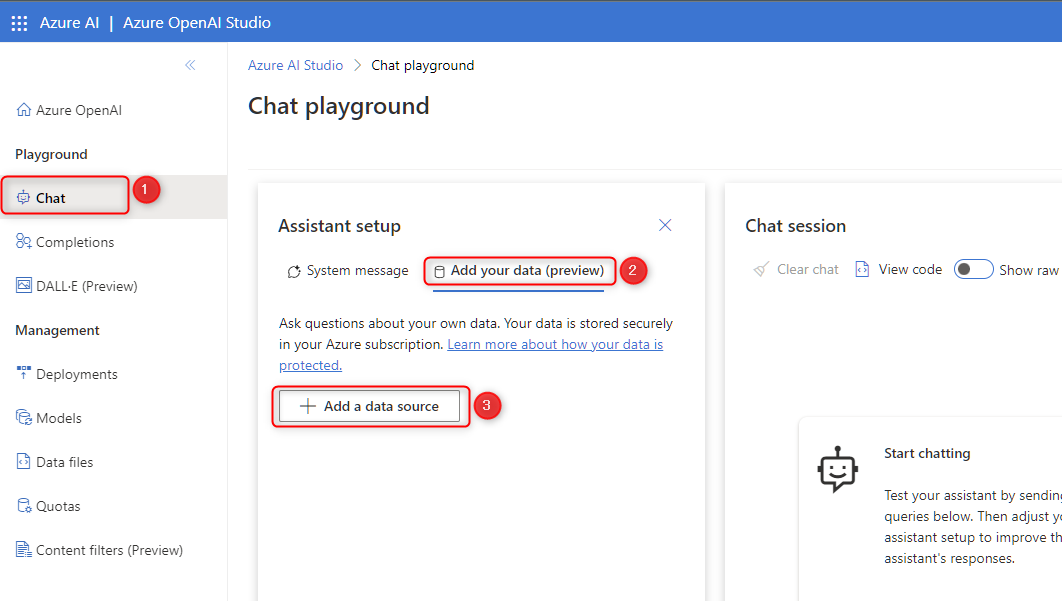 Azure AI | Azure OpenAI Studio
Azure AI Studio > Chat playground
Chat playground
Azure OpenAI
Playground
Chat
1
Completions
DALL·E (Preview)
Management
Deployments
Models
Data files
Quotas
Content filters (Preview)
Assistant setup
System message
Add your data (preview)
2
Ask questions about your own data. Your data is stored securely
in your Azure subscription. Learn more about how your data is
protected.
Add a data source
3
Chat session
Clear chat
View code
Show raw
Start chatting
Test your assistant by sending
queries below. Then adjust yo
assistant setup to improve th
assistant's responses.